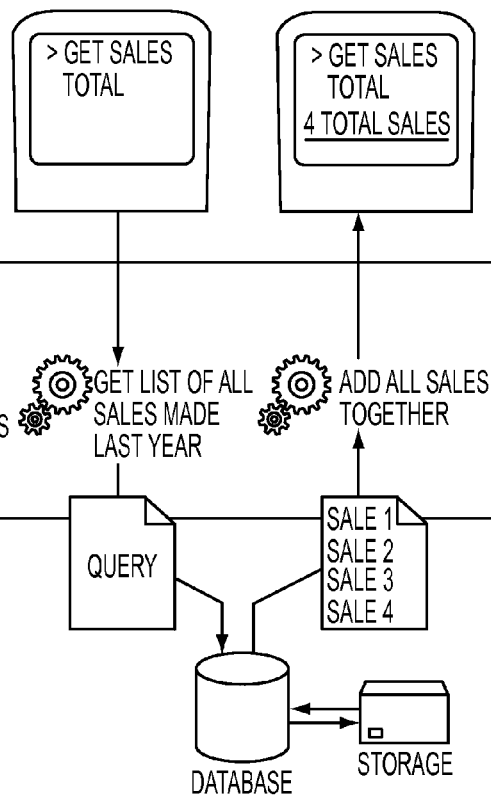 > GET SALES
TOTAL
> GET SALES
TOTAL
4 TOTAL SALES
GET LIST OF ALL
SALES MADE
LAST YEAR
ADD ALL SALES
TOGETHER
S
QUERY
SALE 1
SALE 2
SALE 3
SALE 4
DATABASE
STORAGE